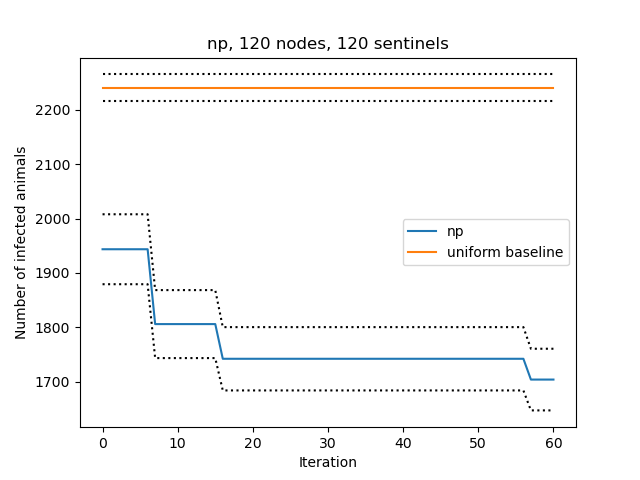 np, 120 nodes, 120 sentinels
Number of infected animals
2200
2100
2000
1900
1800
1700
np
uniform baseline
0 10 20 30 40 50 60
Iteration